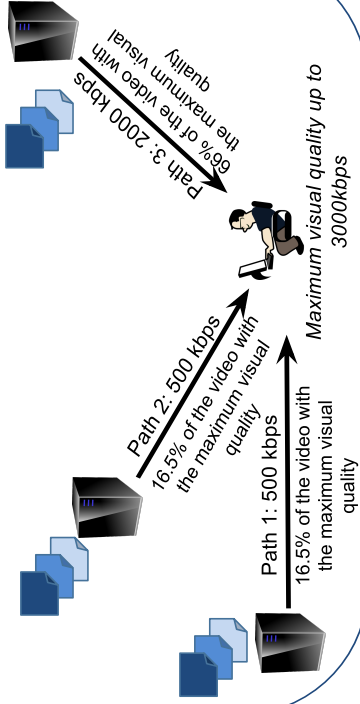 Path 3: 2000 kbps
66% of the video with
the maximum visual
quality
Path 2: 500 kbps
16.5% of the video with
the maximum visual
quality
Path 1: 500 kbps
16.5% of the video with
the maximum visual
quality
Maximum visual quality up to
3000kbps